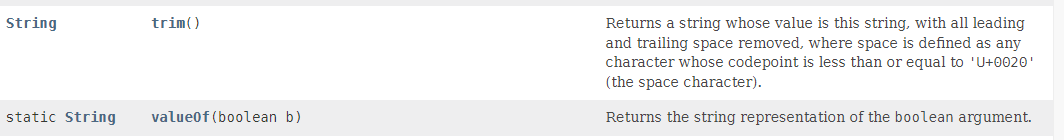 String trim() Returns a string whose value is this string, with all leading
and trailing space removed, where space is defined as any
character whose codepoint is less than or equal to 'U+0020'
(the space character).
static String valueOf(boolean b) Returns the string representation of the boolean argument.